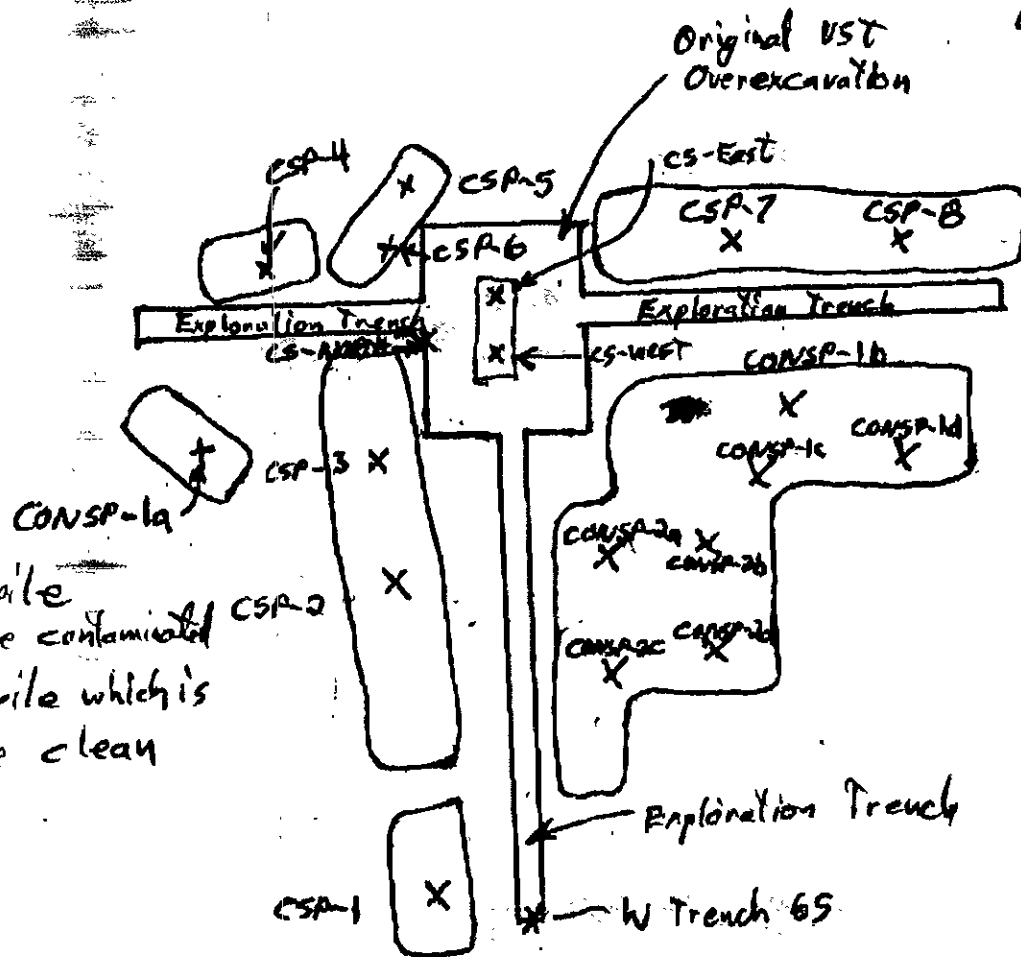 Original UST
Overexcavation
CSP-4
CSP-5
CS-East
CSP-7
CSP-8
CSP-6
Exploration Trench
Exploration Trench
CS-West
CONSP-1b
CONSP-1c
CONSP-1d
CSP-3
CONSP-1a
CONSP-2a
CONSP-2b
CSP-2
contaminated
CONSP-2c
CONSP-2d
which is
clean
Exploration Trench
CSP-1
W Trench 65